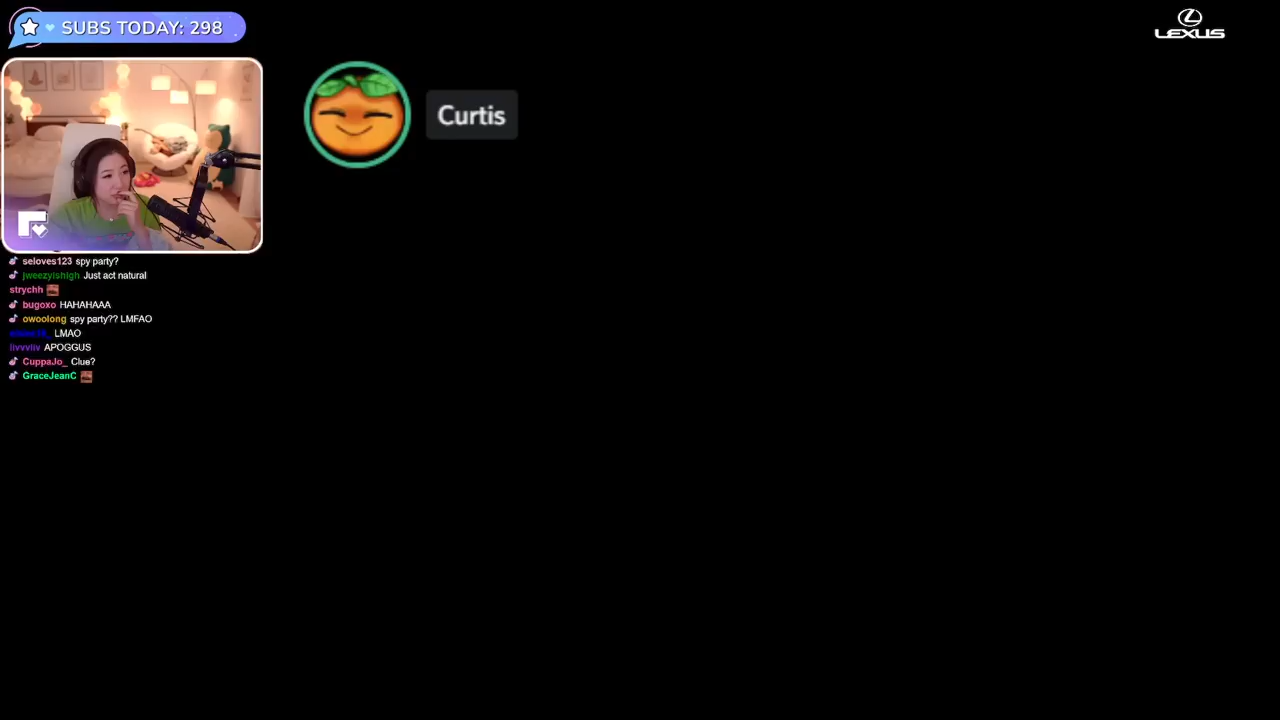 SUBS TODAY: 298
LEXUS
Curtis
seloves123 spy party?
jweezyishigh Just act natural
strychh
bugoxo HAHAHAAA
owoolong spy party?? LMFAO
LMAO
livvvliv APOGGUS
CuppaJo_ Clue?
GraceJeanC